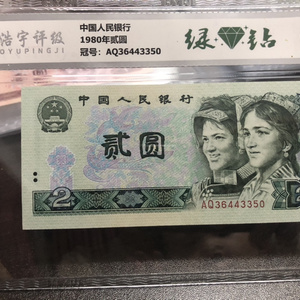 浩宇评级
OYUPINGJI
中国人民银行
1980年贰圆
冠号：AQ36443350
绿钻
中国人民银行
贰圆
AQ36443350
2